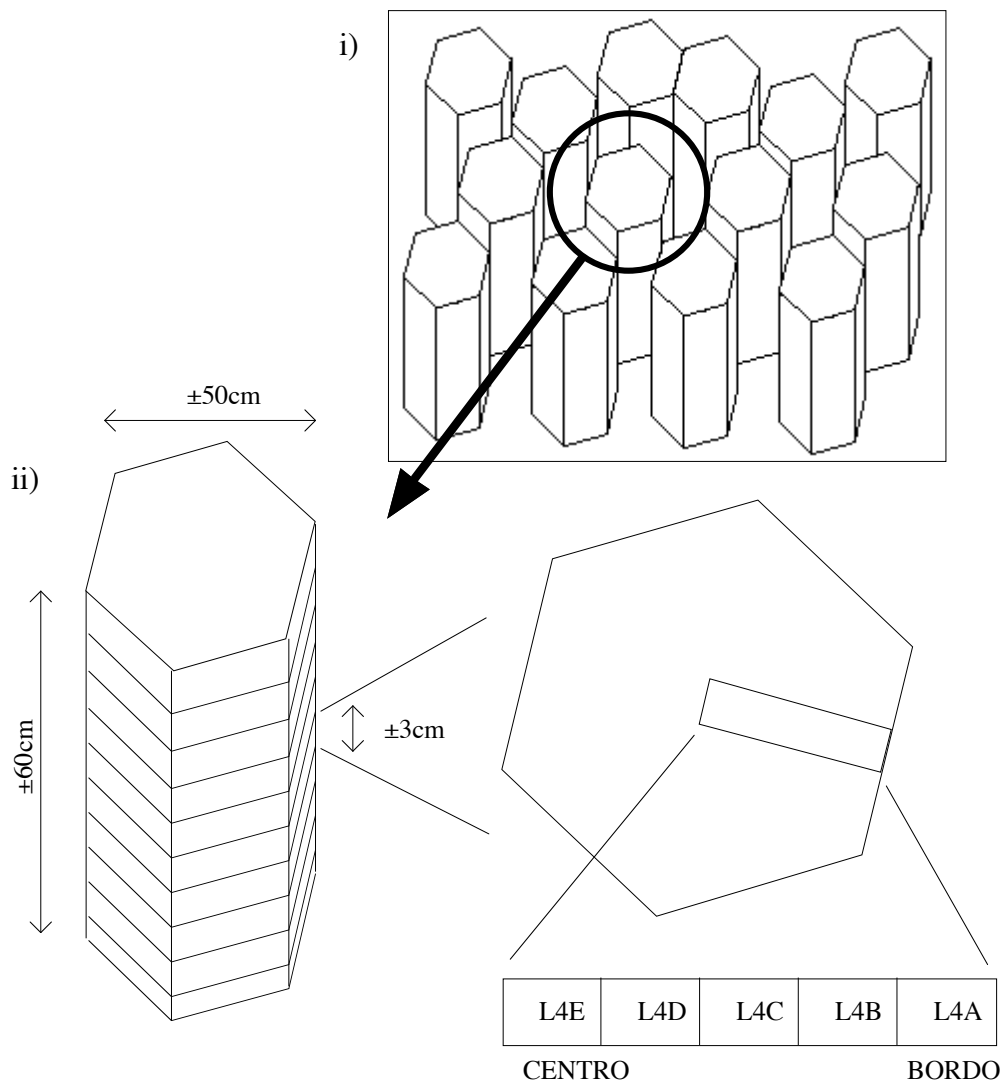 i)
±50cm
ii)
±60cm
±3cm
L4E L4D L4C L4B L4A
CENTRO BORDO